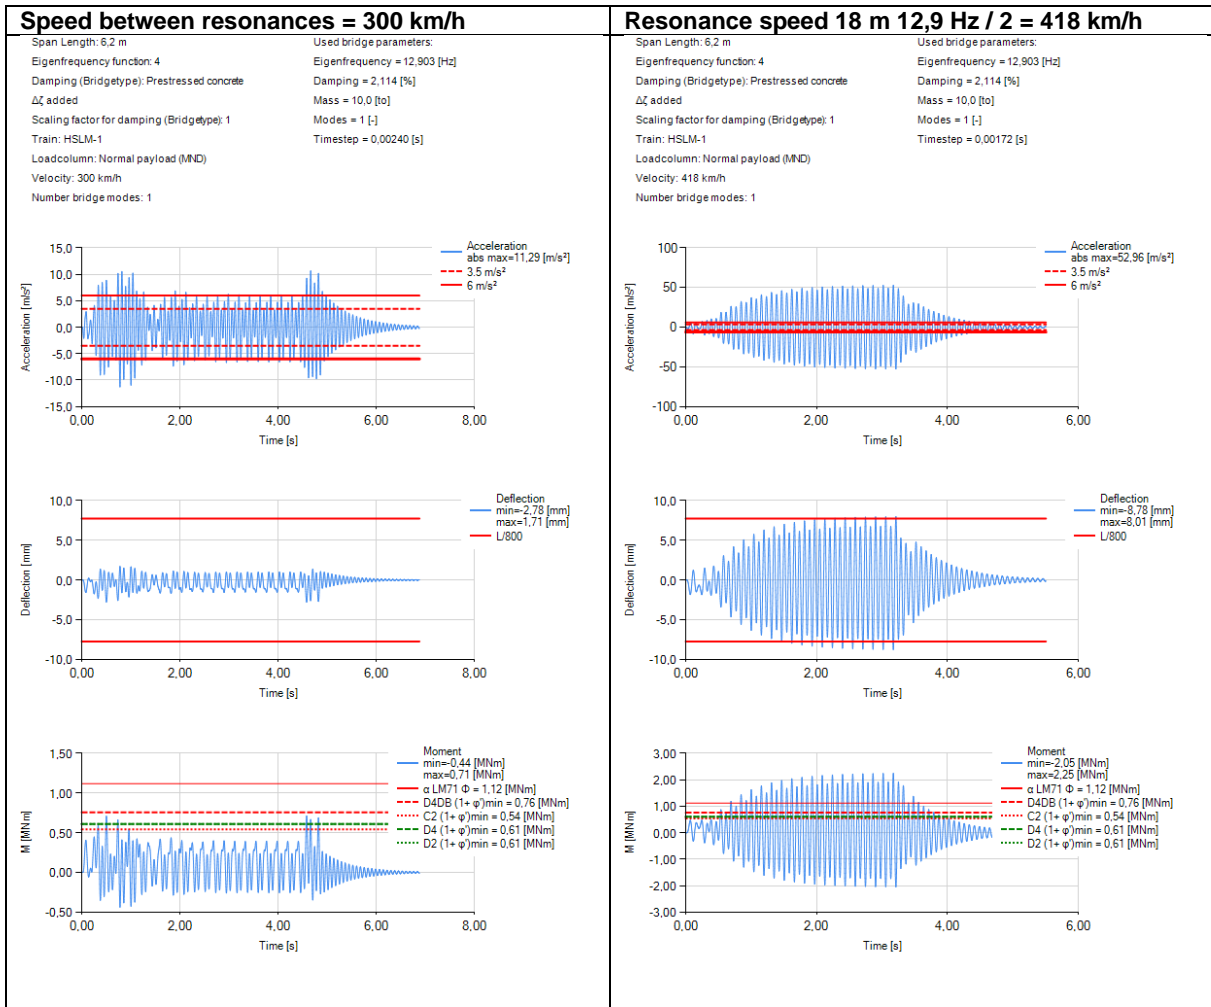 Speed between resonances = 300 km/h
Span Length: 6,2 m
Used bridge parameters:
Eigenfrequency function: 4
Eigenfrequency = 12,903 [Hz]
Damping (Bridgetype): Prestressed concrete
Damping = 2,114 [%]
Δζ added
Mass = 10,0 [to]
Scaling factor for damping (Bridgetype): 1
Modes = 1 [-]
Train: HSLM-1
Timestep = 0,00240 [s]
Loadcolumn: Normal payload (MND)
Velocity: 300 km/h
Number bridge modes: 1
Acceleration [m/s²]
15,0
10,0
5,0
0,0
-5,0
-10,0
-15,0
0,00 2,00 4,00 6,00 8,00
Time [s]
Acceleration
abs max=11,29 [m/s²]
3.5 m/s²
6 m/s²
Deflection [mm]
10,0
5,0
0,0
-5,0
-10,0
0,00 2,00 4,00 6,00 8,00
Time [s]
Deflection
min=-2,78 [mm]
max=1,71 [mm]
L/800
M [MNm]
1,50
1,00
0,50
0,00
-0,50
0,00 2,00 4,00 6,00 8,00
Time [s]
Moment
min=-0,44 [MNm]
max=0,71 [MNm]
α LM71 Φ = 1,12 [MNm]
D4DB (1+ φ')min = 0,76 [MNm]
C2 (1+ φ')min = 0,54 [MNm]
D4 (1+ φ')min = 0,61 [MNm]
D2 (1+ φ')min = 0,61 [MNm]
Resonance speed 18 m 12,9 Hz / 2 = 418 km/h
Span Length: 6,2 m
Used bridge parameters:
Eigenfrequency function: 4
Eigenfrequency = 12,903 [Hz]
Damping (Bridgetype): Prestressed concrete
Damping = 2,114 [%]
Δζ added
Mass = 10,0 [to]
Scaling factor for damping (Bridgetype): 1
Modes = 1 [-]
Train: HSLM-1
Timestep = 0,00172 [s]
Loadcolumn: Normal payload (MND)
Velocity: 418 km/h
Number bridge modes: 1
Acceleration [m/s²]
100
50
0
-50
-100
0,00 2,00 4,00 6,00
Time [s]
Acceleration
abs max=52,96 [m/s²]
3.5 m/s²
6 m/s²
Deflection [mm]
10,0
5,0
0,0
-5,0
-10,0
0,00 2,00 4,00 6,00
Time [s]
Deflection
min=-8,78 [mm]
max=8,01 [mm]
L/800
M [MNm]
3,00
2,00
1,00
0,00
-1,00
-2,00
-3,00
0,00 2,00 4,00 6,00
Time [s]
Moment
min=-2,05 [MNm]
max=2,25 [MNm]
α LM71 Φ = 1,12 [MNm]
D4DB (1+ φ')min = 0,76 [MNm]
C2 (1+ φ')min = 0,54 [MNm]
D4 (1+ φ')min = 0,61 [MNm]
D2 (1+ φ')min = 0,61 [MNm]